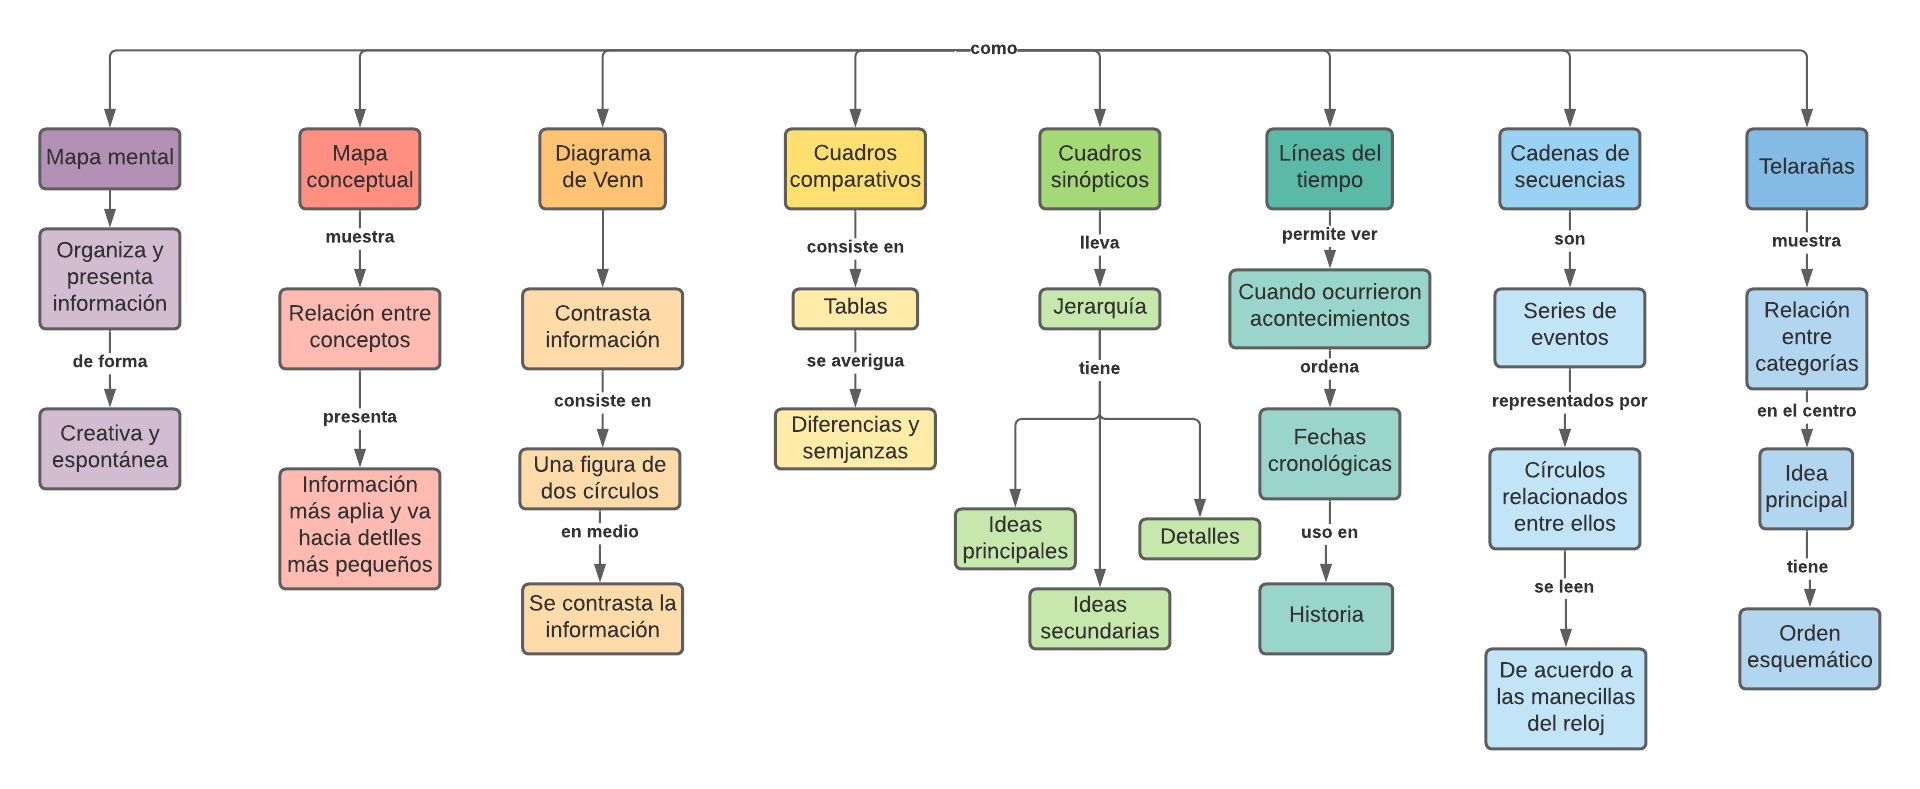 como
Mapa mental
Organiza y
presenta
información
de forma
Creativa y
espontánea
Mapa
conceptual
muestra
Relación entre
conceptos
presenta
Información
más aplia y va
hacia detlles
más pequeños
Diagrama
de Venn
Contrasta
información
consiste en
Una figura de
dos círculos
en medio
Se contrasta la
información
Cuadros
comparativos
consiste en
Tablas
se averigua
Diferencias y
semjanzas
Cuadros
sinópticos
lleva
Jerarquía
tiene
Ideas
principales
Ideas
secundarias
Detalles
Líneas del
tiempo
permite ver
Cuando ocurrieron
acontecimientos
ordena
Fechas
cronológicas
uso en
Historia
Cadenas de
secuencias
son
Series de
eventos
representados por
Círculos
relacionados
entre ellos
se leen
De acuerdo a
las manecillas
del reloj
Telarañas
muestra
Relación
entre
categorías
en el centro
Idea
principal
tiene
Orden
esquemático